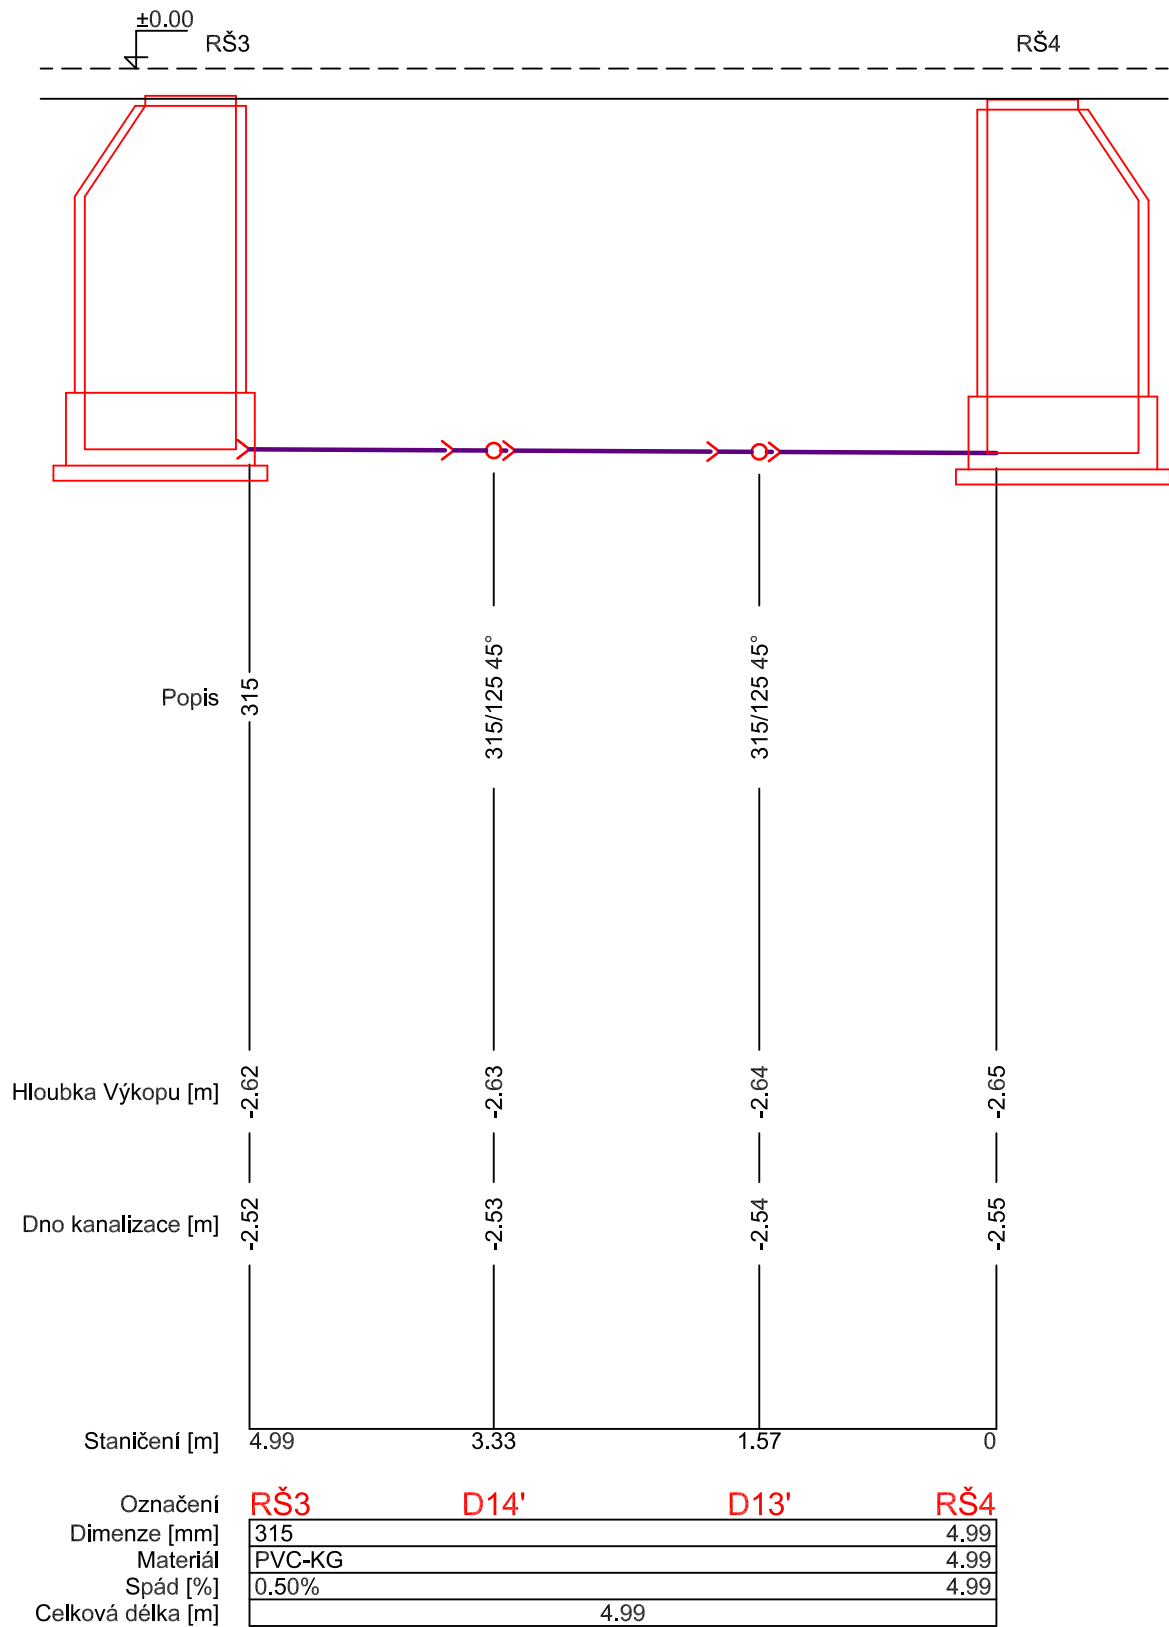 ±0.00
RŠ3
RŠ4
Popis
315
315/125 45°
315/125 45°
Hloubka Výkopu [m]
-2.62
-2.63
-2.64
-2.65
Dno kanalizace [m]
-2.52
-2.53
-2.54
-2.55
Staničení [m] 4.99 3.33 1.57 0
Označení RŠ3 D14' D13' RŠ4
Dimenze [mm] 315 4.99
Materiál PVC-KG 4.99
Spád [%] 0.50% 4.99
Celková délka [m] 4.99